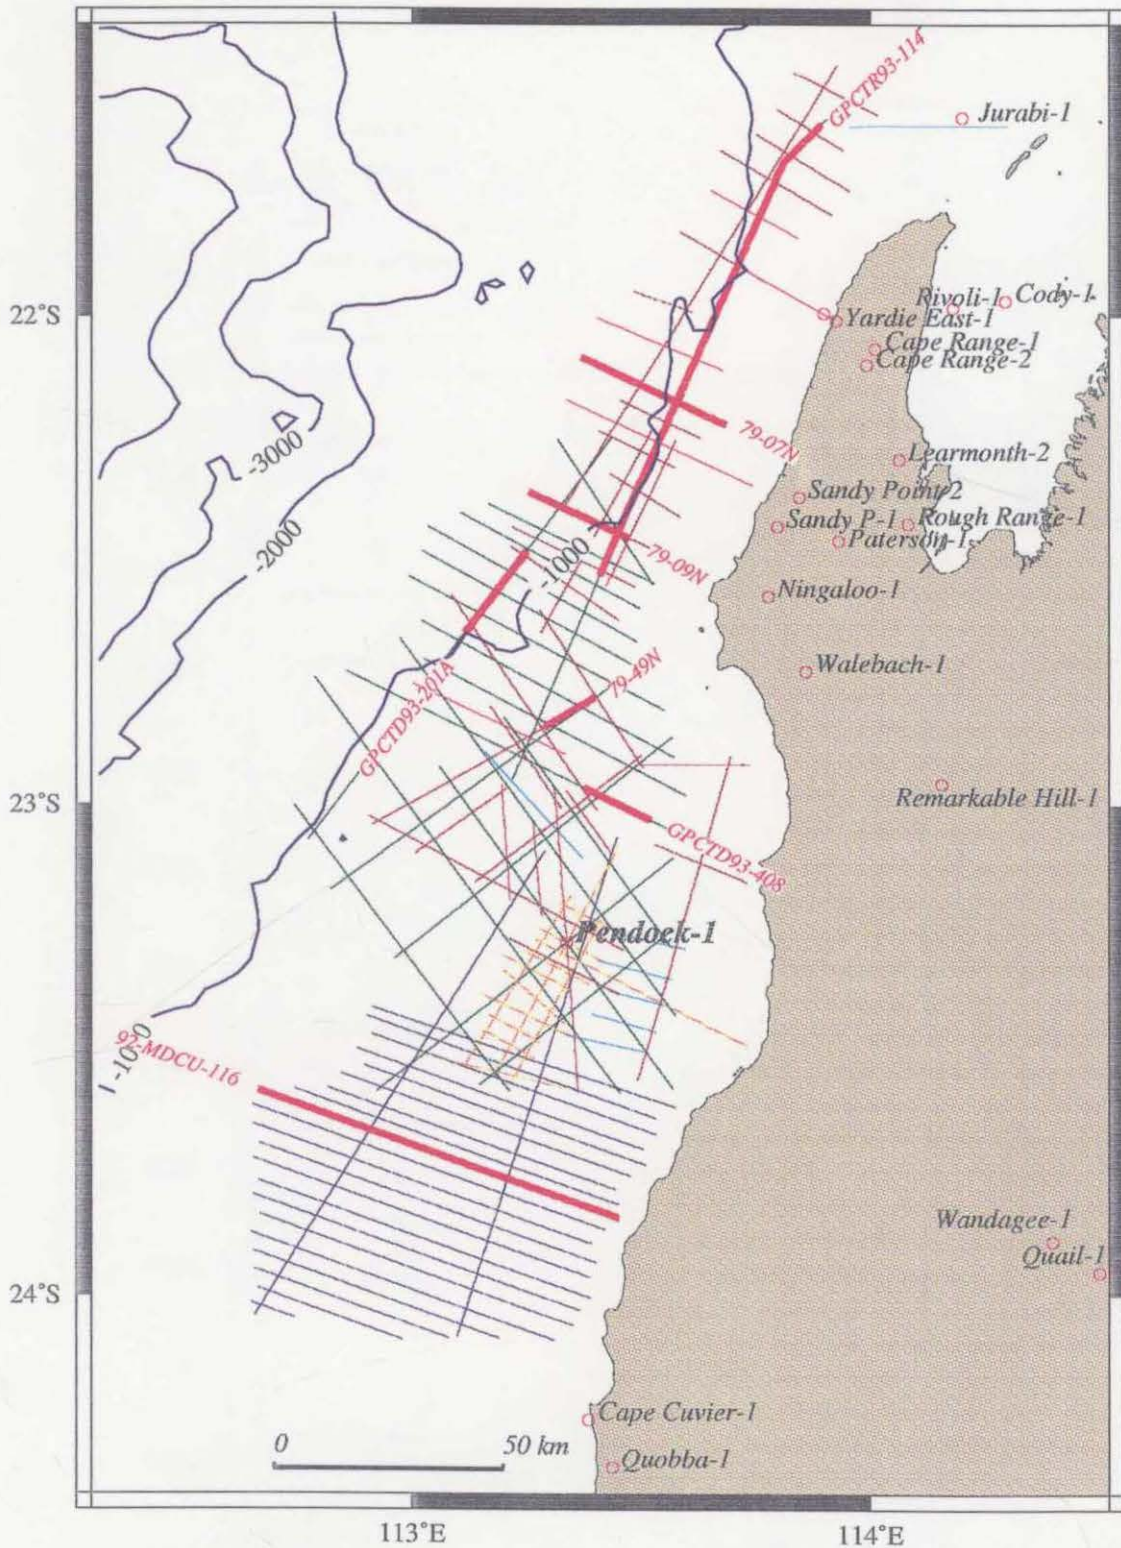 GPCTR93-114
Jurabi-1
22°S
Rivoli-1
Cody-1
Yardie East-1
Cape Range-1
Cape Range-2
79-07N
-3000
Learmonth-2
Sandy Point 2
Sandy P-1
Rough Range-1
Paterson-1
-2000
-1000
79-09N
Ningaloo-1
Walebach-1
79-49N
GPCTD93-201A
23°S
Remarkable Hill-1
GPCTD93-408
Pendoek-1
92-MDCU-116
Wandagee-1
Quail-1
24°S
Cape Cuvier-1
0
50 km
Quobba-1
113°E
114°E